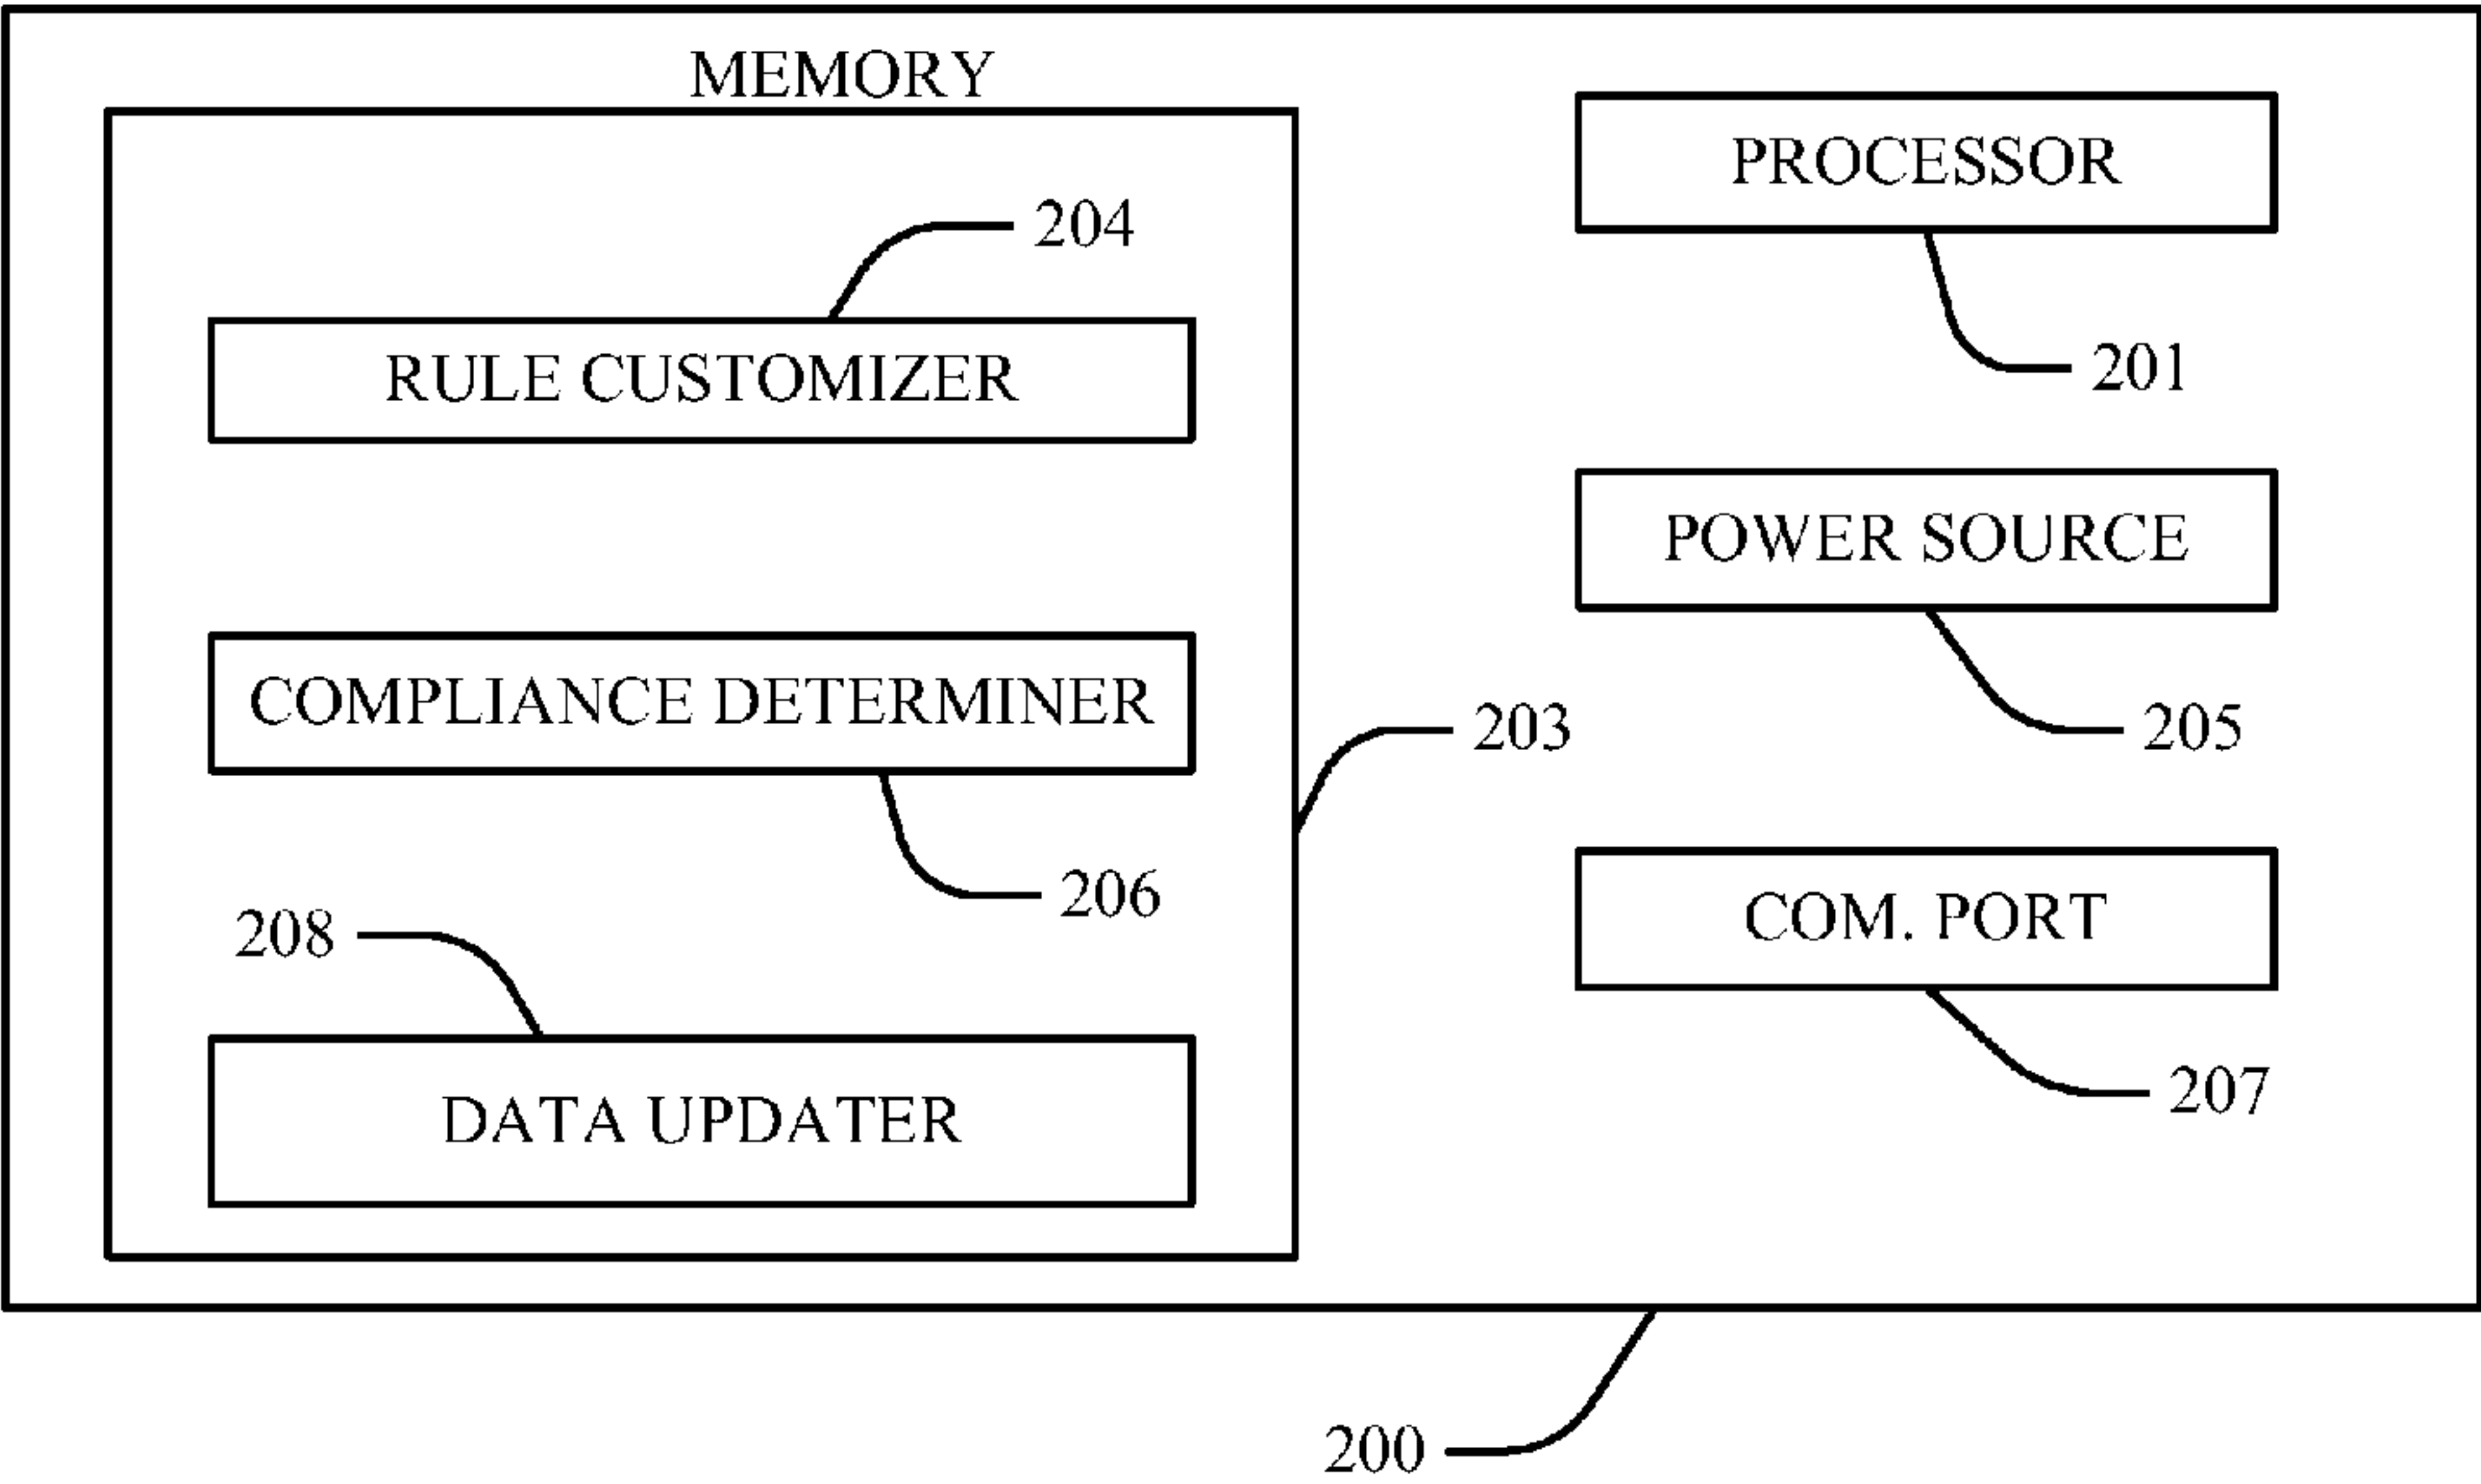 MEMORY
PROCESSOR
204
RULE CUSTOMIZER
201
POWER SOURCE
COMPLIANCE DETERMINER
203
205
206
COM. PORT
208
DATA UPDATER
207
200